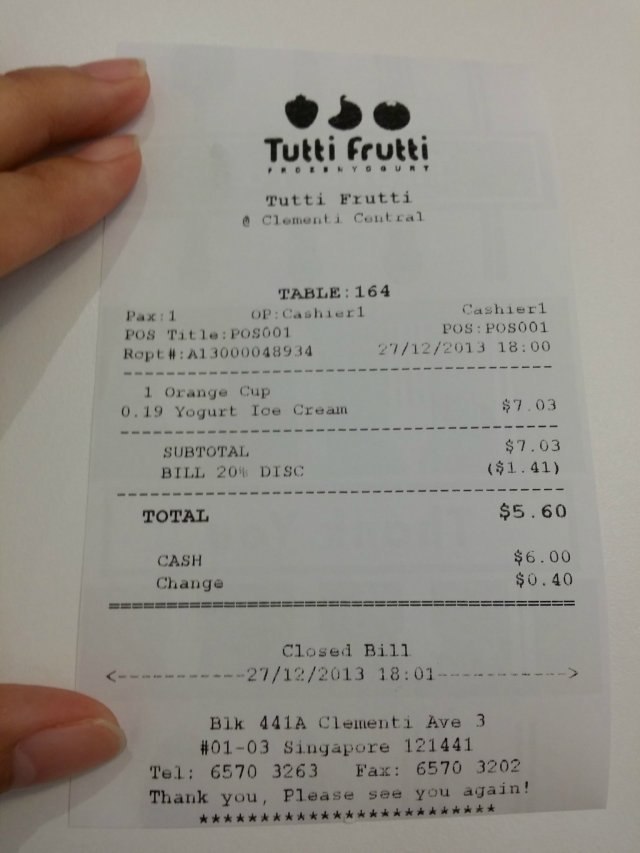 Tutti Frutti
FROZENYOGURT
Tutti Frutti
@ Clementi Central
TABLE:164
Pax:1 OP:Cashier1 Cashier1
POS Title:POS001 POS:POS001
Rcpt#:A13000048934 27/12/2013 18:00
1 Orange Cup
0.19 Yogurt Ice Cream $7.03
SUBTOTAL $7.03
BILL 20% DISC ($1.41)
TOTAL $5.60
CASH $6.00
Change $0.40
Closed Bill
<-----------27/12/2013 18:01----------->
Blk 441A Clementi Ave 3
#01-03 Singapore 121441
Tel: 6570 3263 Fax: 6570 3202
Thank you, Please see you again!
************************